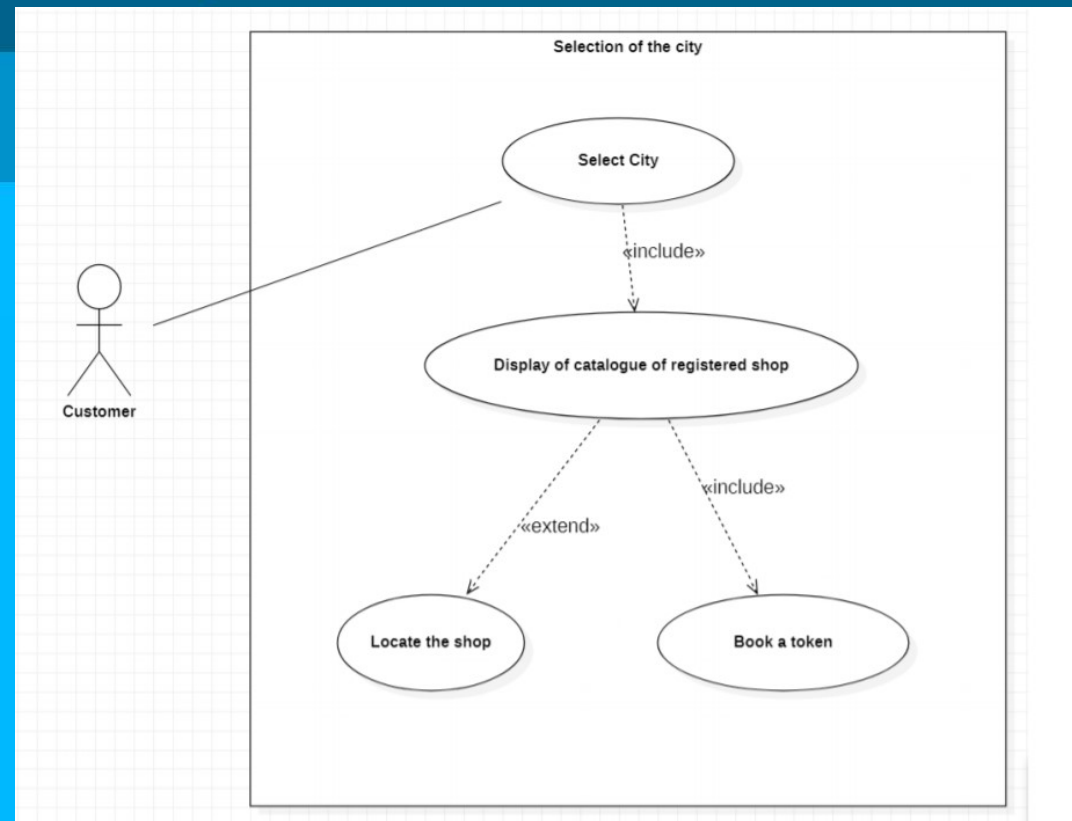 Selection of the city
Select City
«include»
Display of catalogue of registered shop
«include»
«extend»
Customer
Locate the shop
Book a token